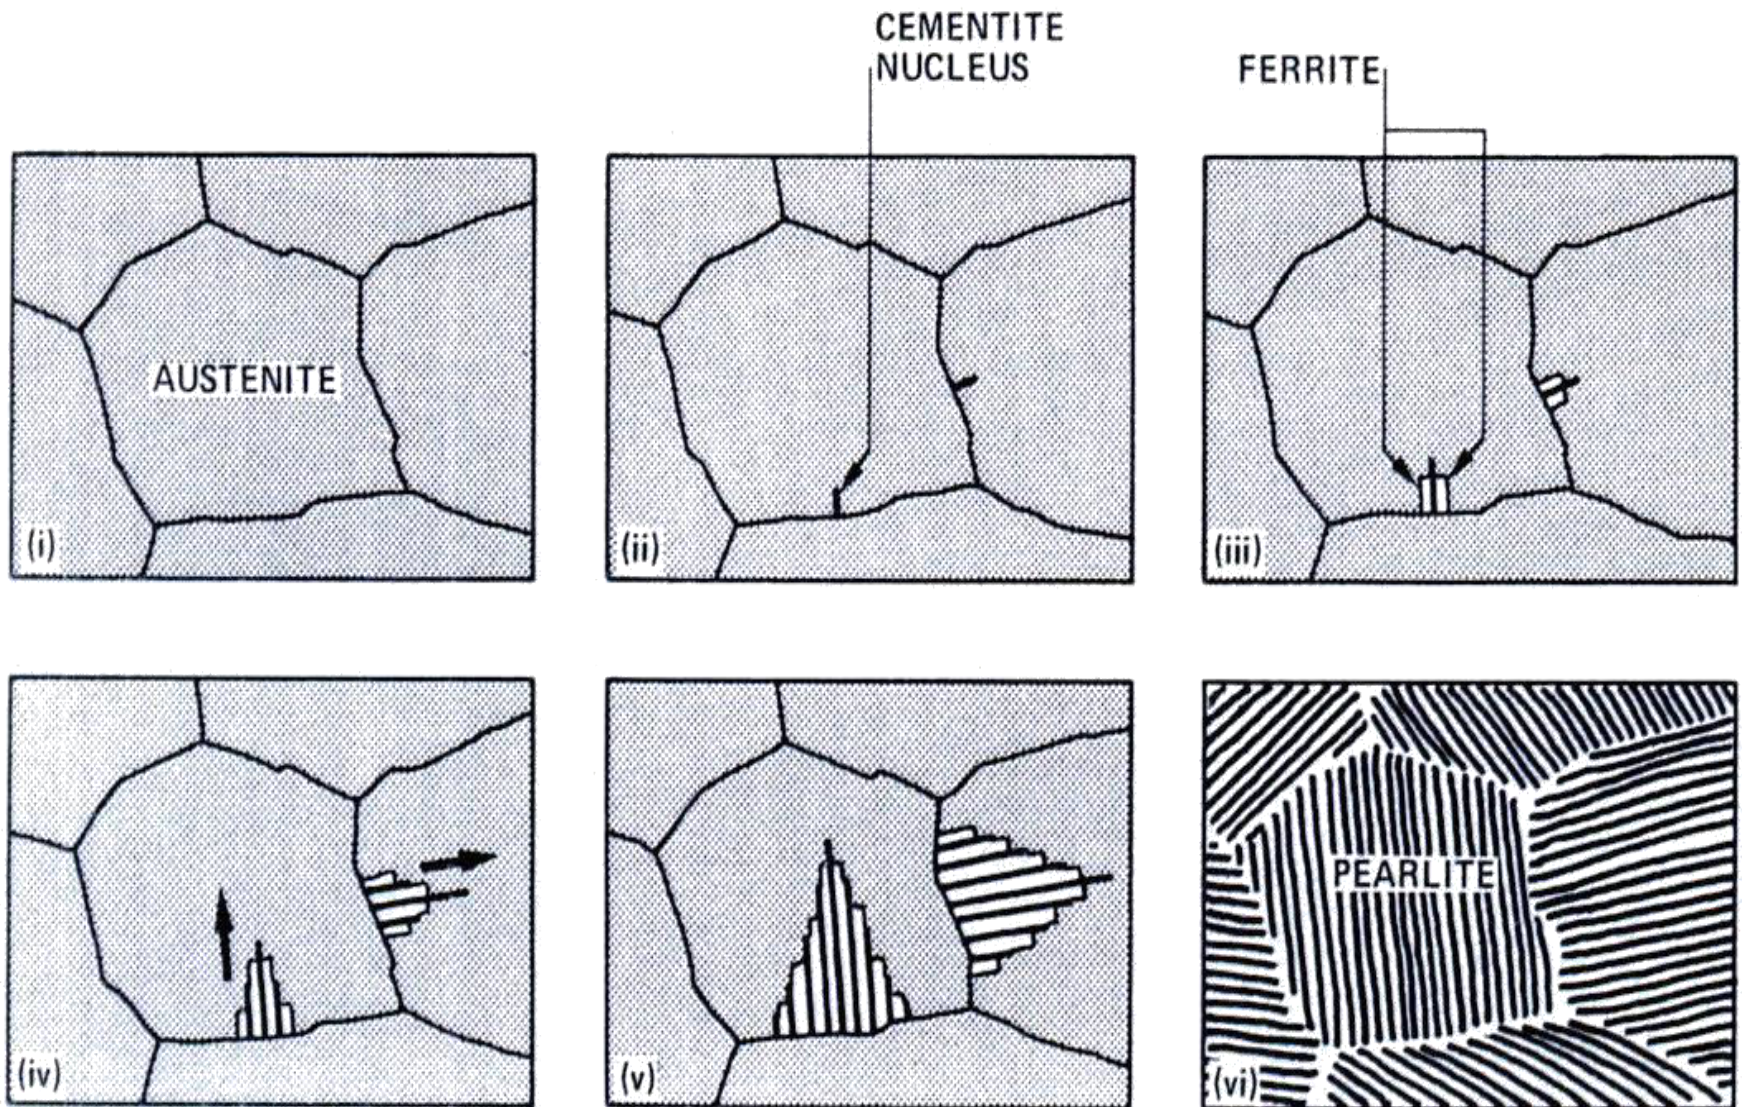 CEMENTITE
NUCLEUS
FERRITE
AUSTENITE
(i)
(ii)
(iii)
(iv)
(v)
PEARLITE
(vi)